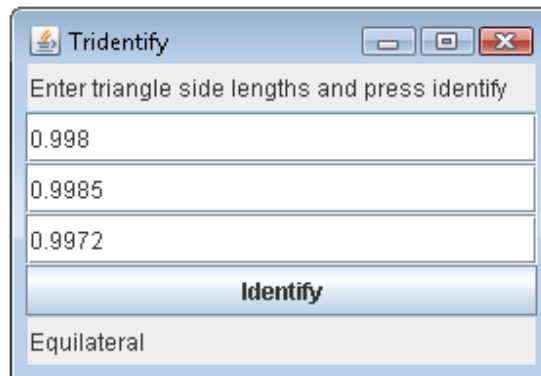 Tridentify
Enter triangle side lengths and press identify
0.998
0.9985
0.9972
Identify
Equilateral